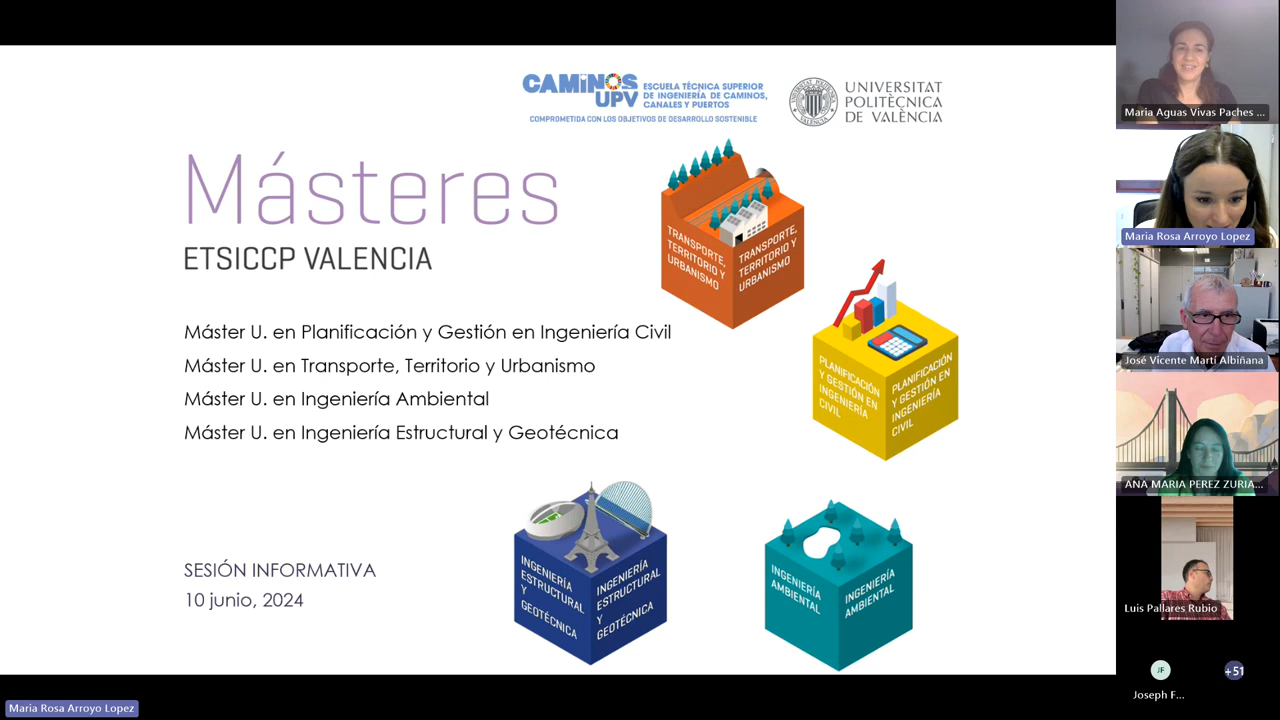 CAMINOS
UPV
ESCUELA TÉCNICA SUPERIOR
DE INGENIERÍA DE CAMINOS,
CANALES Y PUERTOS
COMPROMETIDA CON LOS OBJETIVOS DE DESARROLLO SOSTENIBLE
UNIVERSITAT
POLITÈCNICA
DE VALÈNCIA
Másteres
ETSICCP VALENCIA
Máster U. en Planificación y Gestión en Ingeniería Civil
Máster U. en Transporte, Territorio y Urbanismo
Máster U. en Ingeniería Ambiental
Máster U. en Ingeniería Estructural y Geotécnica
SESIÓN INFORMATIVA
10 junio, 2024
TRANSPORTE,
TERRITORIO Y
URBANISMO
TRANSPORTE,
TERRITORIO Y
URBANISMO
PLANIFICACIÓN
Y GESTIÓN EN
INGENIERÍA
CIVIL
PLANIFICACIÓN
Y GESTIÓN EN
INGENIERÍA
CIVIL
INGENIERÍA
ESTRUCTURAL
Y
GEOTÉCNICA
INGENIERÍA
ESTRUCTURAL
Y
GEOTÉCNICA
INGENIERÍA
AMBIENTAL
INGENIERÍA
AMBIENTAL
Maria Aguas Vivas Paches ...
Maria Rosa Arroyo Lopez
José Vicente Martí Albiñana
ANA MARIA PEREZ ZURIA...
Luis Pallares Rubio
JF
+51
Joseph F...
Maria Rosa Arroyo Lopez